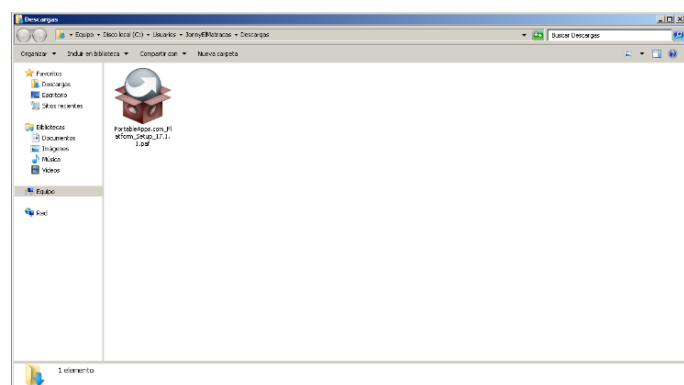 Descargas
Equipo Disco local (C:) Usuarios JonnyElMatracas Descargas
Buscar Descargas
Organizar Incluir en biblioteca Compartir con Nueva carpeta
Favoritos
Descargas
Escritorio
Sitios recientes
Bibliotecas
Documentos
Imágenes
Música
Vídeos
Equipo
Red
PortableApps.com_Pl
atform_Setup_17.1.
1.paf
1 elemento